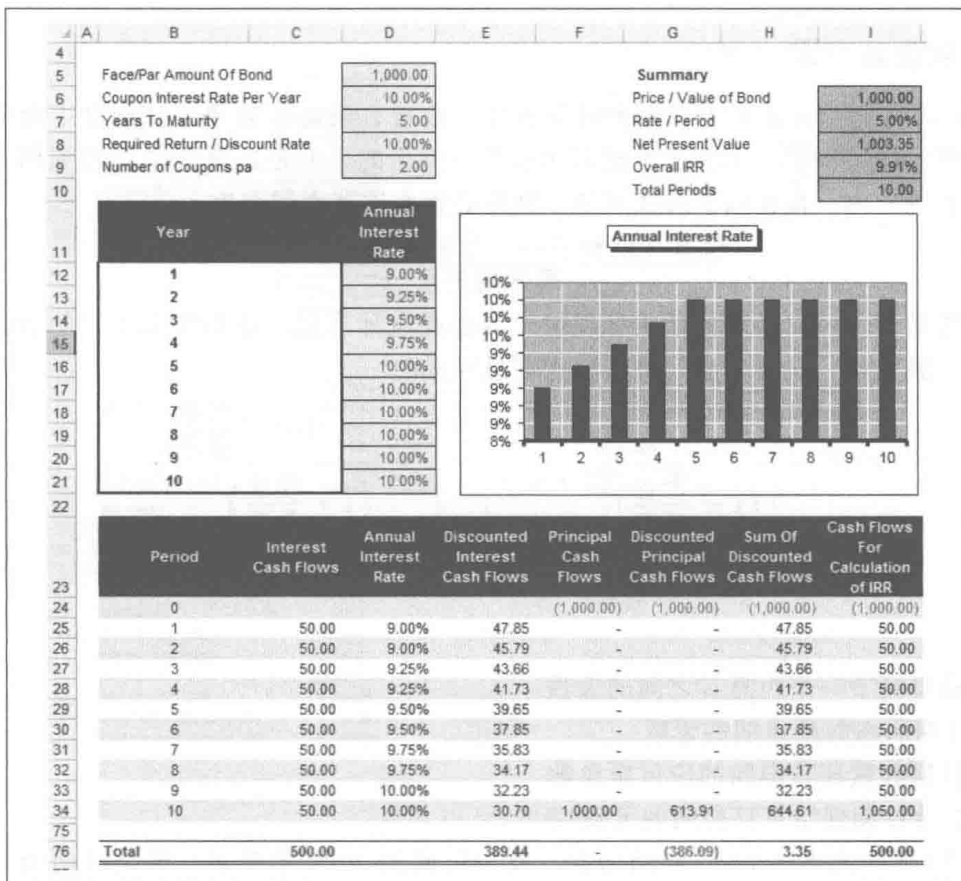 A B C D E F G H I
4
5 Face/Par Amount Of Bond 1,000.00 Summary
6 Coupon Interest Rate Per Year 10.00% Price / Value of Bond 1,000.00
7 Years To Maturity 5.00 Rate / Period 5.00%
8 Required Return / Discount Rate 10.00% Net Present Value 1,003.35
9 Number of Coupons pa 2.00 Overall IRR 9.91%
10 Total Periods 10.00
11 Year Annual Interest Rate
12 1 9.00%
13 2 9.25%
14 3 9.50%
15 4 9.75%
16 5 10.00%
17 6 10.00%
18 7 10.00%
19 8 10.00%
20 9 10.00%
21 10 10.00%
22
Annual Interest Rate
10%
10%
10%
10%
9%
9%
9%
9%
8%
1 2 3 4 5 6 7 8 9 10
23 Period Interest Cash Flows Annual Interest Rate Discounted Interest Cash Flows Principal Cash Flows Discounted Principal Cash Flows Sum Of Discounted Cash Flows Cash Flows For Calculation of IRR
24 0 (1,000.00) (1,000.00) (1,000.00) (1,000.00)
25 1 50.00 9.00% 47.85 - - 47.85 50.00
26 2 50.00 9.00% 45.79 - - 45.79 50.00
27 3 50.00 9.25% 43.66 - - 43.66 50.00
28 4 50.00 9.25% 41.73 - - 41.73 50.00
29 5 50.00 9.50% 39.65 - - 39.65 50.00
30 6 50.00 9.50% 37.85 - - 37.85 50.00
31 7 50.00 9.75% 35.83 - - 35.83 50.00
32 8 50.00 9.75% 34.17 - - 34.17 50.00
33 9 50.00 10.00% 32.23 - - 32.23 50.00
34 10 50.00 10.00% 30.70 1,000.00 613.91 644.61 1,050.00
75
76 Total 500.00 389.44 - (386.09) 3.35 500.00